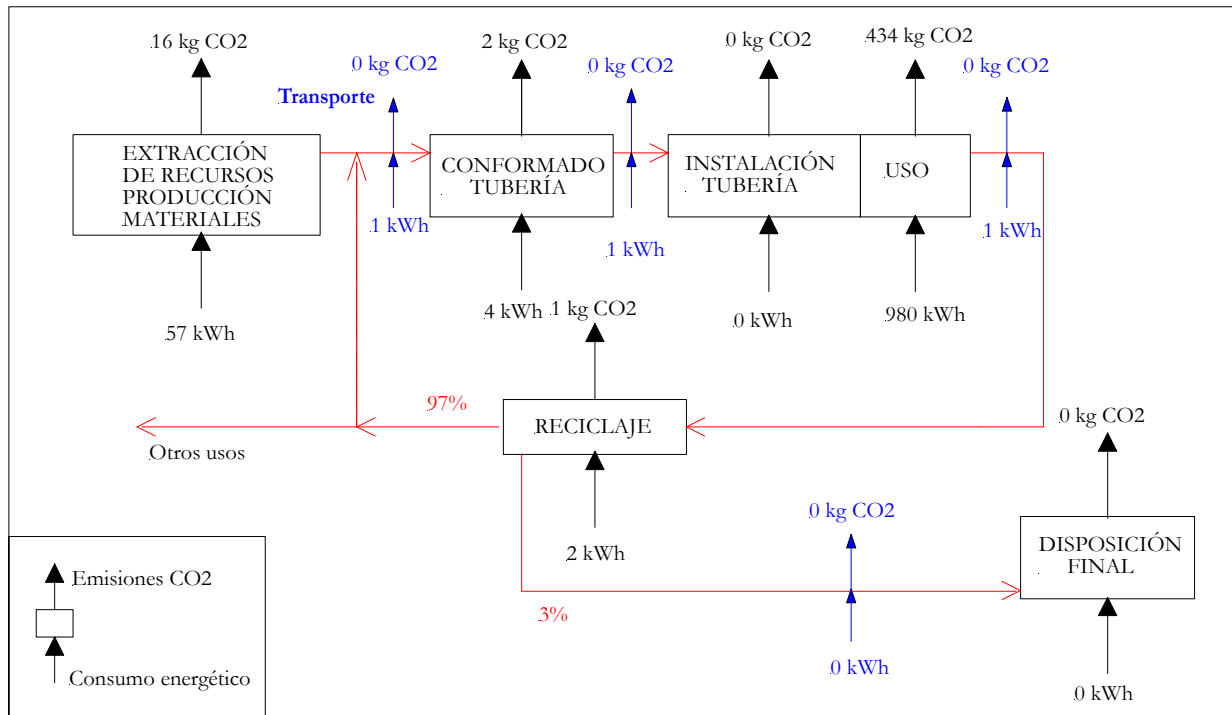 16 kg CO2
2 kg CO2
0 kg CO2
434 kg CO2
0 kg CO2
0 kg CO2
0 kg CO2
Transporte
EXTRACCIÓN
DE RECURSOS
PRODUCCIÓN
MATERIALES
CONFORMADO
TUBERÍA
INSTALACIÓN
TUBERÍA
USO
1 kWh
1 kWh
1 kWh
57 kWh
4 kWh
0 kWh
980 kWh
1 kg CO2
97%
RECICLAJE
Otros usos
0 kg CO2
2 kWh
3%
0 kg CO2
0 kWh
DISPOSICIÓN
FINAL
0 kWh
Emisiones CO2
Consumo energético